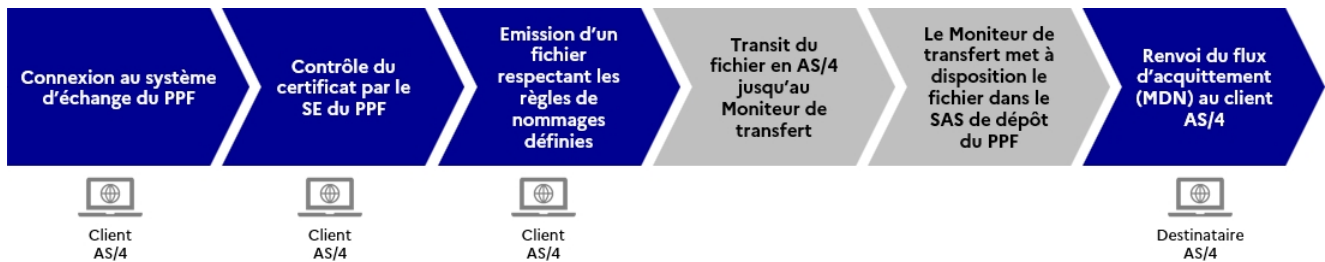 Connexion au système
d'échange du PPF
Contrôle du
certificat par le
SE du PPF
Emission d'un
fichier
respectant les
règles de
nommages
définies
Transit du
fichier en AS/4
jusqu'au
Moniteur de
transfert
Le Moniteur de
transfert met à
disposition le
fichier dans le
SAS de dépôt
du PPF
Renvoi du flux
d'acquittement
(MDN) au client
AS/4
Client
AS/4
Client
AS/4
Client
AS/4
Destinataire
AS/4